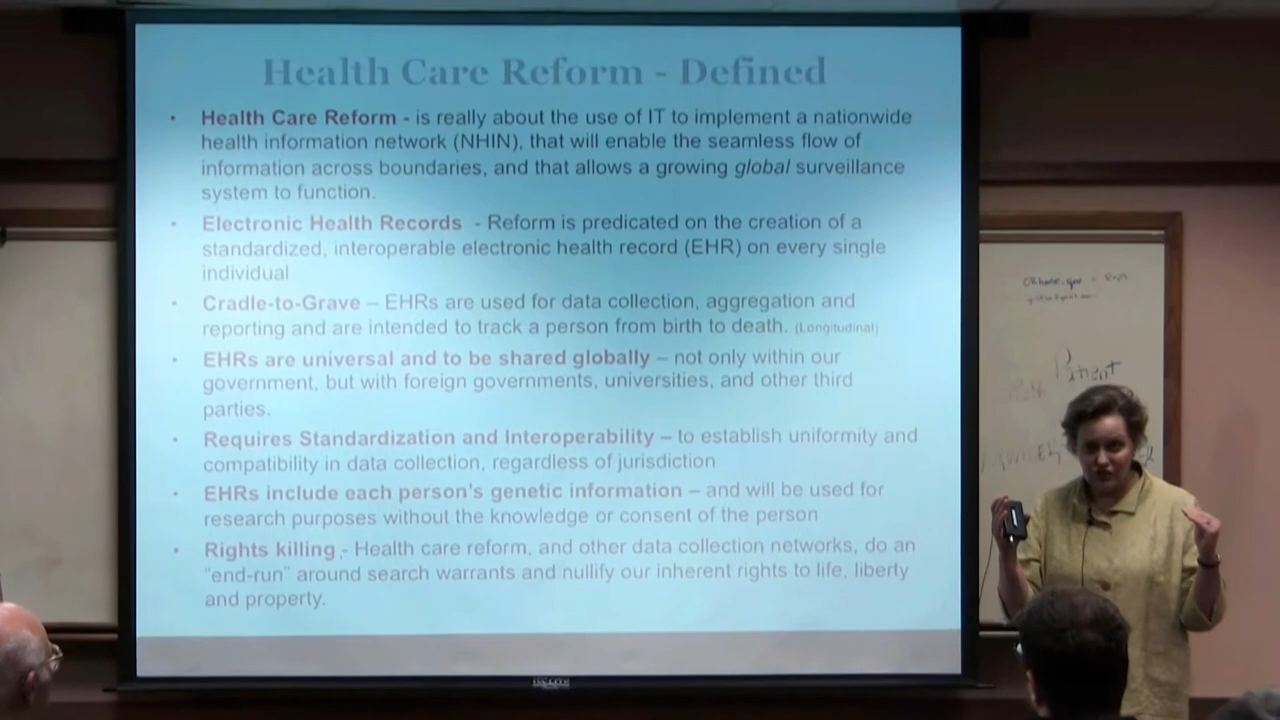 Health Care Reform - Defined
• Health Care Reform - is really about the use of IT to implement a nationwide
health information network (NHIN), that will enable the seamless flow of
information across boundaries, and that allows a growing global surveillance
system to function.
• Electronic Health Records - Reform is predicated on the creation of a
standardized, interoperable electronic health record (EHR) on every single
individual
• Cradle-to-Grave – EHRs are used for data collection, aggregation and
reporting and are intended to track a person from birth to death. (Longitudinal)
• EHRs are universal and to be shared globally – not only within our
government, but with foreign governments, universities, and other third
parties.
• Requires Standardization and Interoperability – to establish uniformity and
compatibility in data collection, regardless of jurisdiction
• EHRs include each person's genetic information – and will be used for
research purposes without the knowledge or consent of the person
• Rights killing - Health care reform, and other data collection networks, do an
"end-run" around search warrants and nullify our inherent rights to life, liberty
and property.
Patient